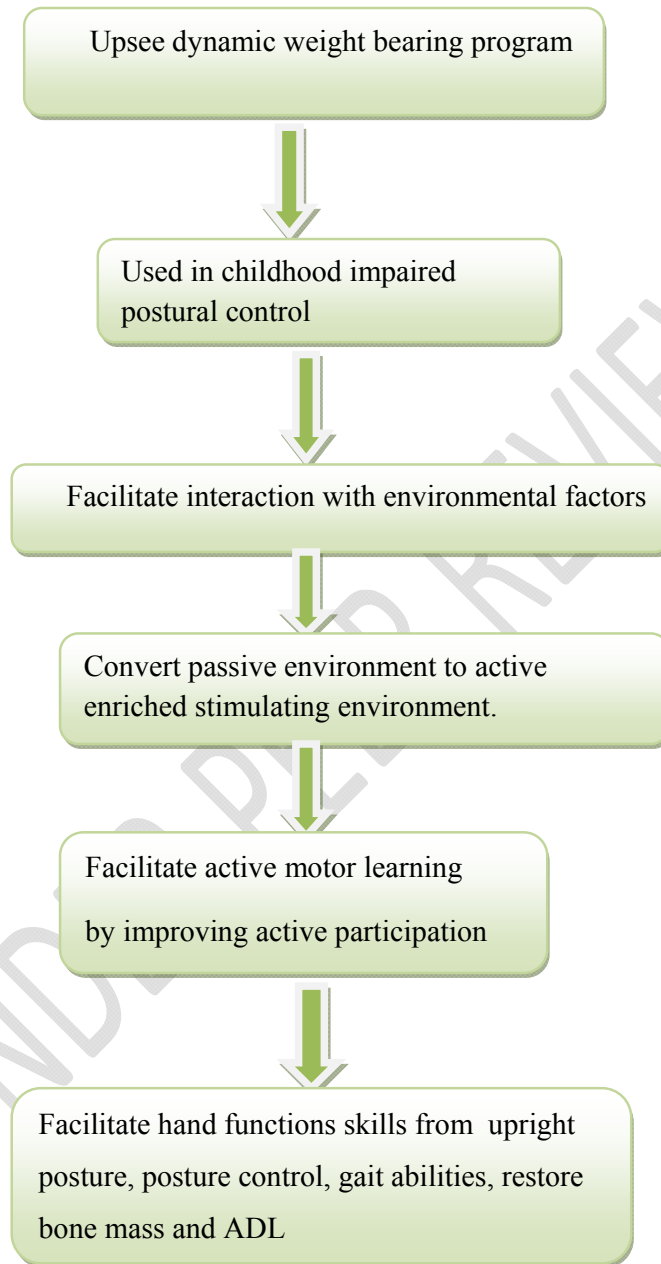 Upsee dynamic weight bearing program
Used in childhood impaired
postural control
Facilitate interaction with environmental factors
Convert passive environment to active
enriched stimulating environment.
Facilitate active motor learning
by improving active participation
Facilitate hand functions skills from upright
posture, posture control, gait abilities, restore
bone mass and ADL